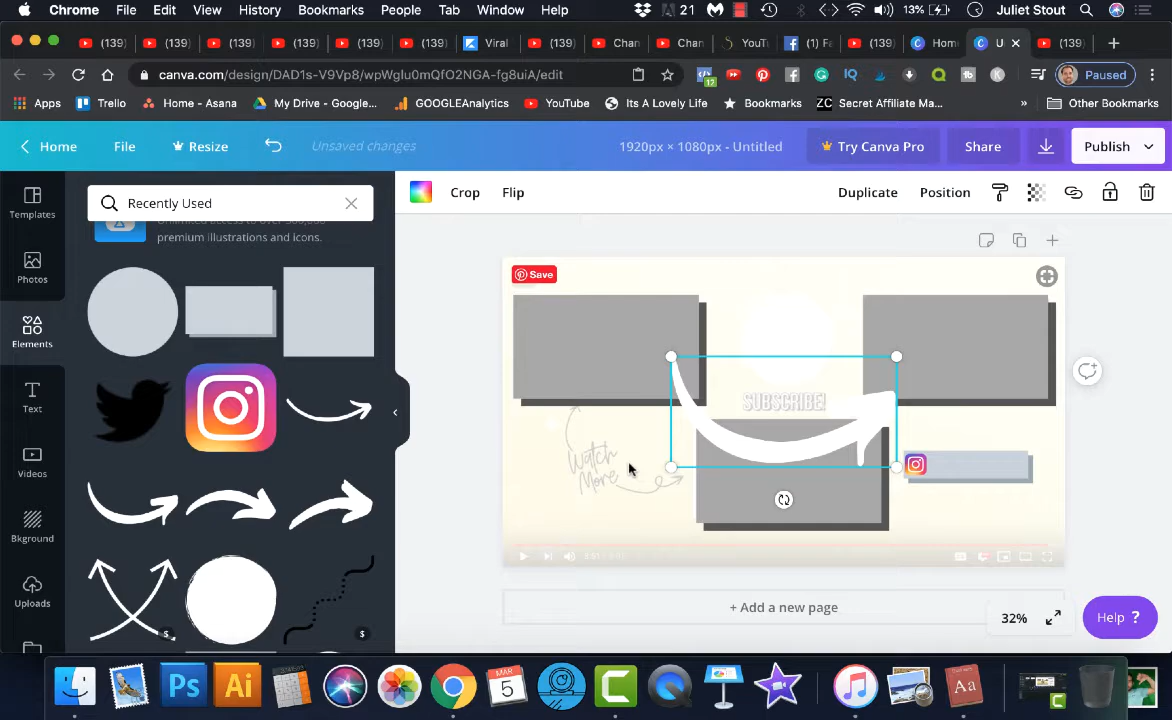 Chrome File Edit View History Bookmarks People Tab Window Help 21 13% Juliet Stout
(139) (139) (139) (139) (139) (139) Viral (139) Chan Chan YouTu (1) Fa (139) Hom U (139)
canva.com/design/DAD1s-V9Vp8/wpWglu0mQfO2NGA-fg8uiA/edit 12 Paused
Apps Trello Home - Asana My Drive - Google... GOOGLEAnalytics YouTube Its A Lovely Life Bookmarks Secret Affiliate Ma... » Other Bookmarks
Home File Resize Unsaved changes 1920px × 1080px - Untitled Try Canva Pro Share Publish
Templates
Photos
Elements
Text
Videos
Bkground
Uploads
Recently Used
premium illustrations and icons.
$ $
Crop Flip Duplicate Position
Save
SUBSCRIBE!
Watch
More
+ Add a new page
32%
Help ?
Ps Ai
MAR
5
Aa